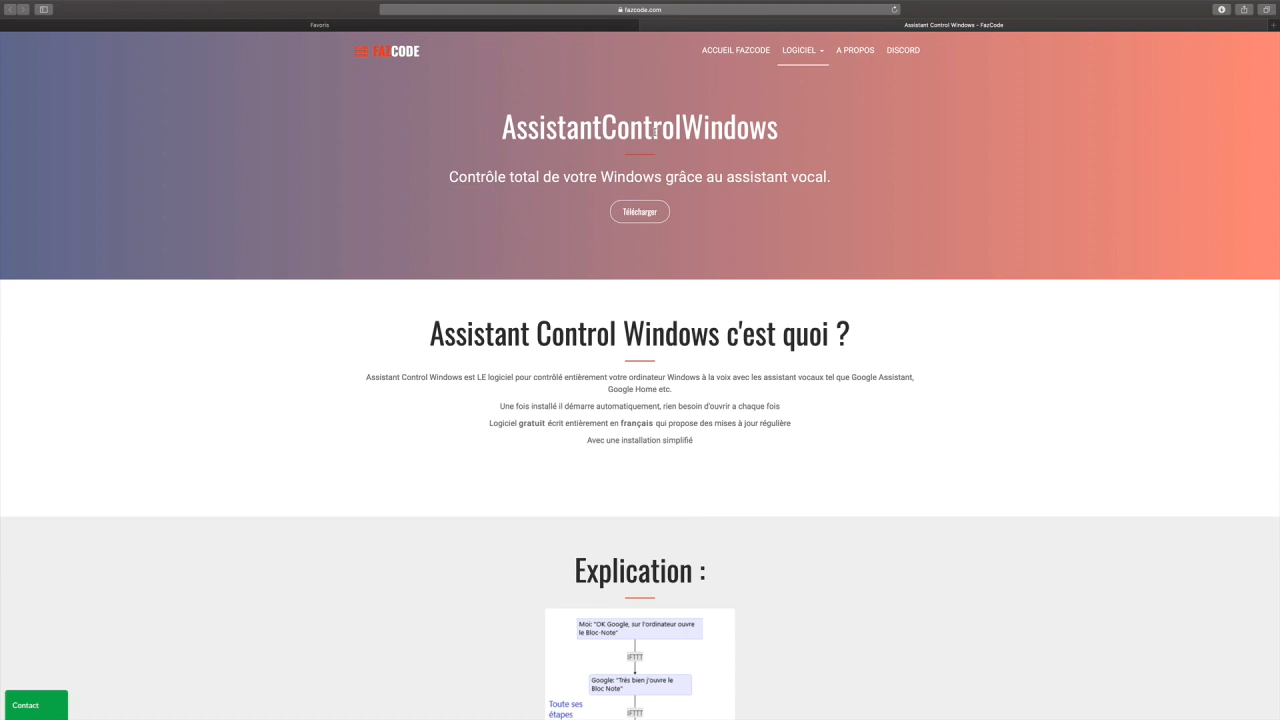 fazcode.com
Favoris
Assistant Control Windows - FazCode
FAZCODE
ACCUEIL FAZCODE
LOGICIEL
A PROPOS
DISCORD
AssistantControlWindows
Contrôle total de votre Windows grâce au assistant vocal.
Télécharger
Assistant Control Windows c'est quoi ?
Assistant Control Windows est LE logiciel pour contrôlé entièrement votre ordinateur Windows à la voix avec les assistant vocaux tel que Google Assistant,
Google Home etc.
Une fois installé il démarre automatiquement, rien besoin d'ouvrir a chaque fois
Logiciel gratuit écrit entièrement en français qui propose des mises à jour régulière
Avec une installation simplifié
Explication :
Moi: "OK Google, sur l'ordinateur ouvre
le Bloc-Note"
IFTTT
Google: "Très bien j'ouvre le
Bloc Note"
Toute ses
étapes
IFTTT
Contact